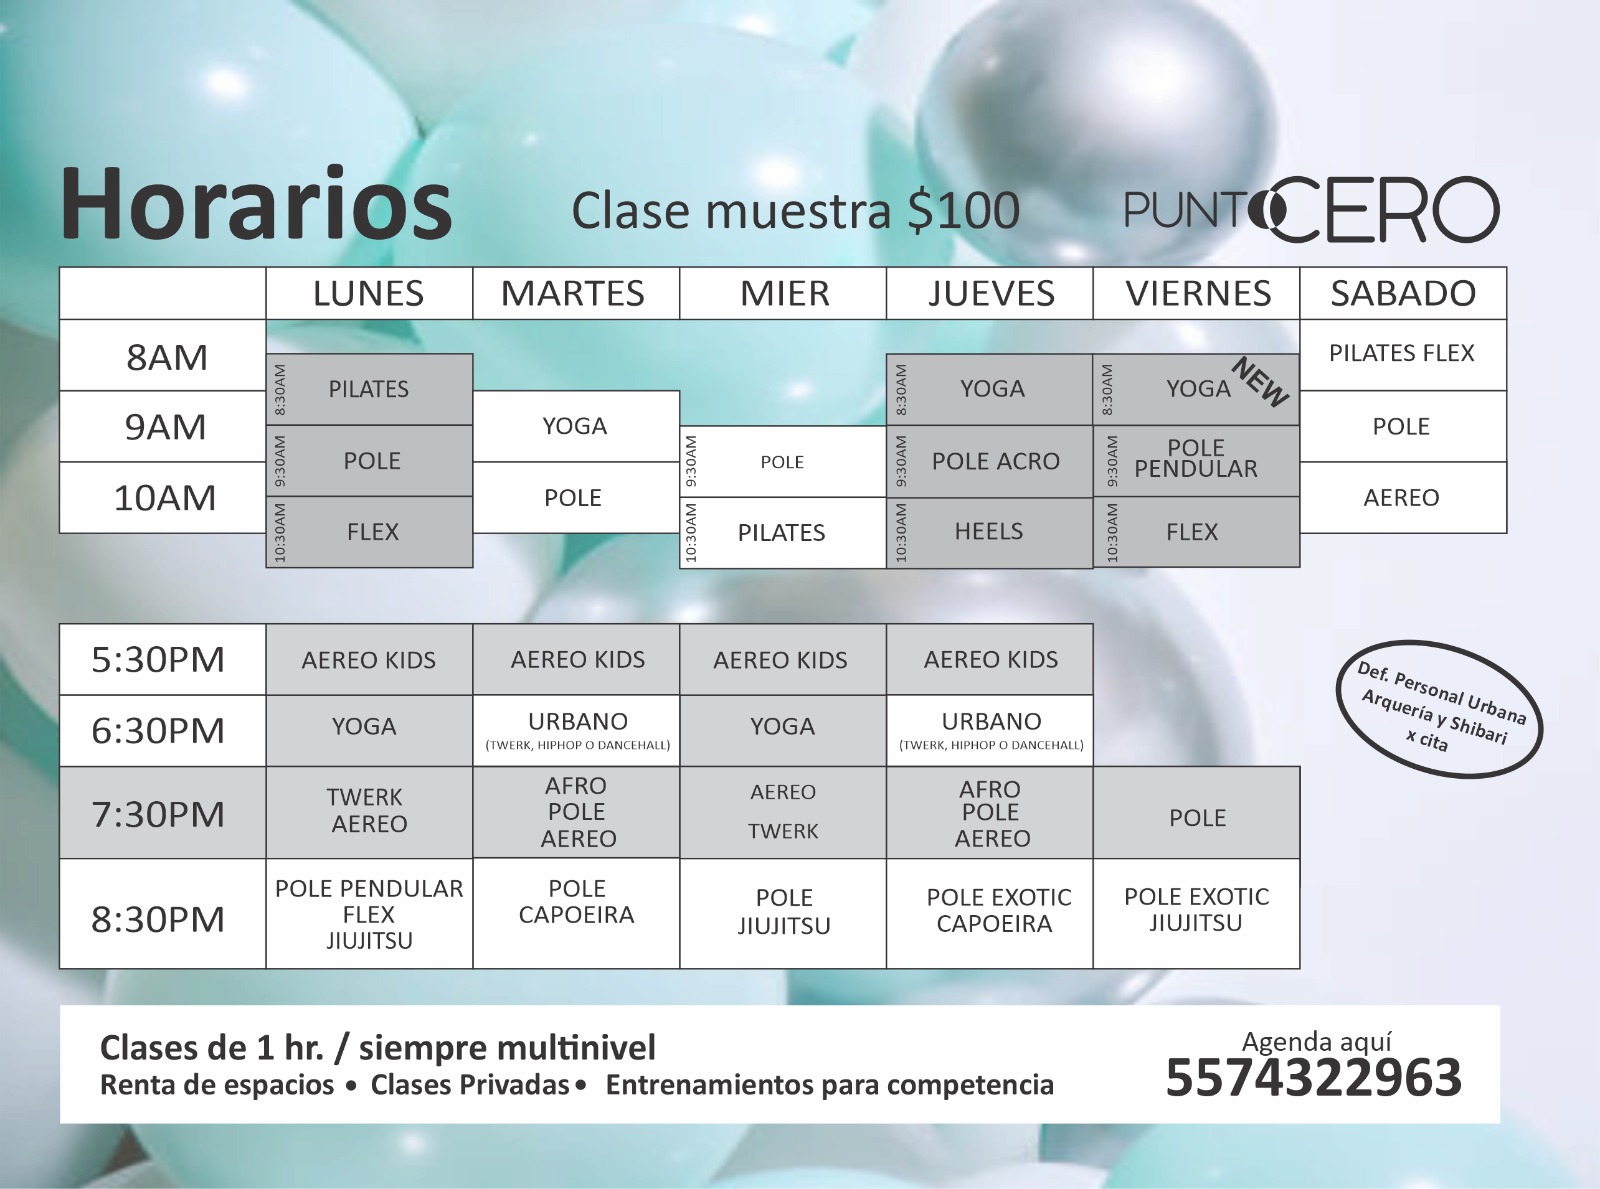 Horarios
Clase muestra $100
PUNTO CERO
LUNES MARTES MIER JUEVES VIERNES SABADO
8AM
9AM
10AM
8:30AM PILATES
9:30AM POLE
10:30AM FLEX
YOGA
POLE
9:30AM POLE
10:30AM PILATES
8:30AM YOGA
9:30AM POLE ACRO
10:30AM HEELS
8:30AM YOGA NEW
9:30AM POLE
PENDULAR
10:30AM FLEX
PILATES FLEX
POLE
AEREO
5:30PM AEREO KIDS AEREO KIDS AEREO KIDS AEREO KIDS
6:30PM YOGA URBANO YOGA URBANO
(TWERK, HIPHOP O DANCEHALL) (TWERK, HIPHOP O DANCEHALL)
7:30PM
TWERK
AEREO
AFRO
POLE
AEREO
AEREO
TWERK
AFRO
POLE
AEREO
POLE
8:30PM
POLE PENDULAR
FLEX
JIUJITSU
POLE
CAPOEIRA
POLE
JIUJITSU
POLE EXOTIC
CAPOEIRA
POLE EXOTIC
JIUJITSU
Def. Personal Urbana
Arquería y Shibari
x cita
Clases de 1 hr. / siempre multinivel
Renta de espacios • Clases Privadas • Entrenamientos para competencia
Agenda aquí
5574322963